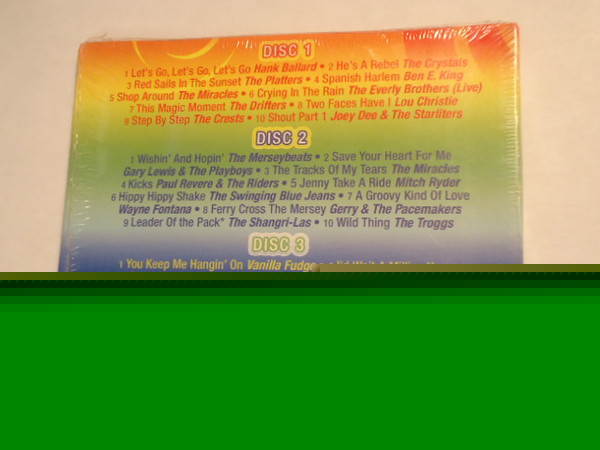 DISC 1
1 Let's Go, Let's Go, Let's Go Hank Ballard • 2 He's A Rebel The Crystals
3 Red Sails In The Sunset The Platters • 4 Spanish Harlem Ben E. King
5 Shop Around The Miracles • 6 Crying In The Rain The Everly Brothers (Live)
7 This Magic Moment The Drifters • 8 Two Faces Have I Lou Christie
9 Step By Step The Crests • 10 Shout Part 1 Joey Dee & The Starliters
DISC 2
1 Wishin' And Hopin' The Merseybeats • 2 Save Your Heart For Me
Gary Lewis & The Playboys • 3 The Tracks Of My Tears The Miracles
4 Kicks Paul Revere & The Riders • 5 Jenny Take A Ride Mitch Ryder
6 Hippy Hippy Shake The Swinging Blue Jeans • 7 A Groovy Kind Of Love
Wayne Fontana • 8 Ferry Cross The Mersey Gerry & The Pacemakers
9 Leader Of the Pack* The Shangri-Las • 10 Wild Thing The Troggs
DISC 3
1 You Keep Me Hangin' On Vanilla Fudge